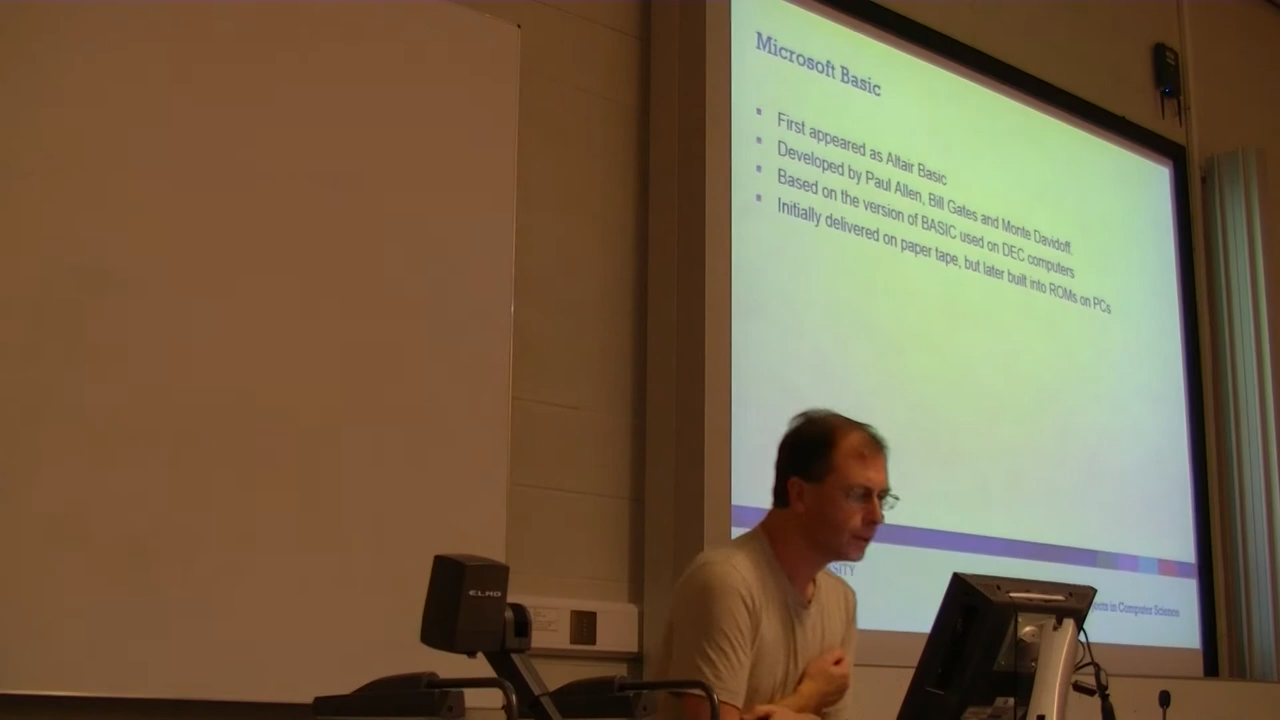 Microsoft Basic
First appeared as Altair Basic
Developed by Paul Allen, Bill Gates and Monte Davidoff.
Based on the version of BASIC used on DEC computers
Initially delivered on paper tape, but later built into ROMs on PCs
SITY
in Computer Science
ELMO